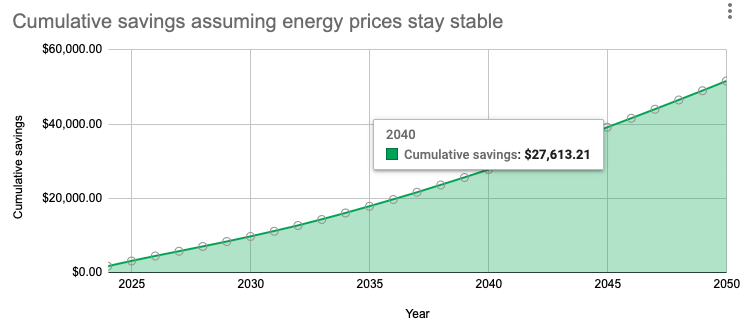 Cumulative savings assuming energy prices stay stable
$60,000.00
$40,000.00
$20,000.00
$0.00
Cumulative savings
2040
Cumulative savings: $27,613.21
2025
2030
2035
2040
2045
2050
Year